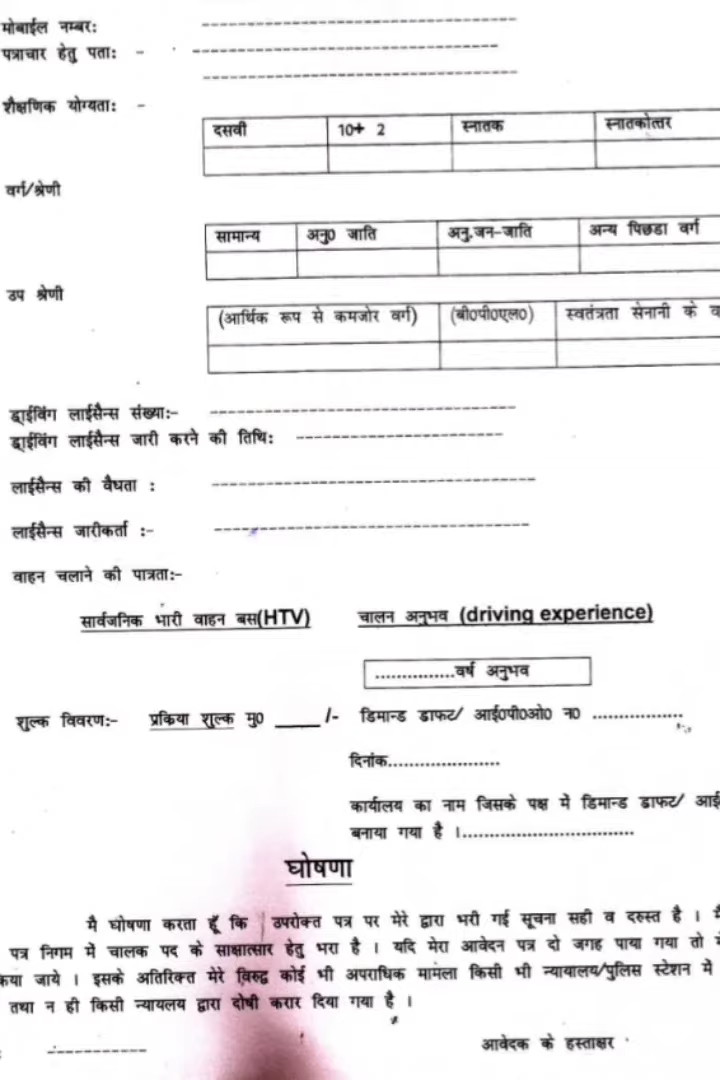 मोबाईल नम्बर: -----------------------------------
पत्राचार हेतु पता: - -----------------------------------
-----------------------------------
शैक्षणिक योग्यता: -
दसवी 10+ 2 स्नातक स्नातकोत्तर
वर्ग/श्रेणी
सामान्य अनु0 जाति अनु.जन-जाति अन्य पिछडा वर्ग
उप श्रेणी
(आर्थिक रूप से कमजोर वर्ग) (बी0पी0एल0) स्वतंत्रता सेनानी के
ड्राईविंग लाईसैन्स संख्या:- -----------------------------------
ड्राईविंग लाईसैन्स जारी करने की तिथि: -----------------------
लाईसैन्स की वैधता : -----------------------------------
लाईसैन्स जारीकर्ता :- -----------------------------------
वाहन चलाने की पात्रता:-
सार्वजनिक भारी वाहन बस(HTV) चालन अनुभव (driving experience)
................वर्ष अनुभव
शुल्क विवरण:- प्रकिया शुल्क मु0 _____ /- डिमान्ड डाफट/ आई0पी0ओ0 न0 ..................
दिनांक......................
कार्यालय का नाम जिसके पक्ष में डिमान्ड डाफट/ आई
बनाया गया है ।..................................
घोषणा
मै घोषणा करता हूँ कि उपरोक्त पत्र पर मेरे द्वारा भरी गई सूचना सही व दरुस्त है ।
पत्र निगम में चालक पद के साक्षात्सार हेतु भरा है । यदि मेरा आवेदन पत्र दो जगह पाया गया तो
किया जाये । इसके अतिरिक्त मेरे विरुद्ध कोई भी अपराधिक मामला किसी भी न्यायालय/पुलिस स्टेशन में
तथा न ही किसी न्यायलय द्वारा दोषी करार दिया गया है ।
------------- आवेदक के हस्ताक्षर